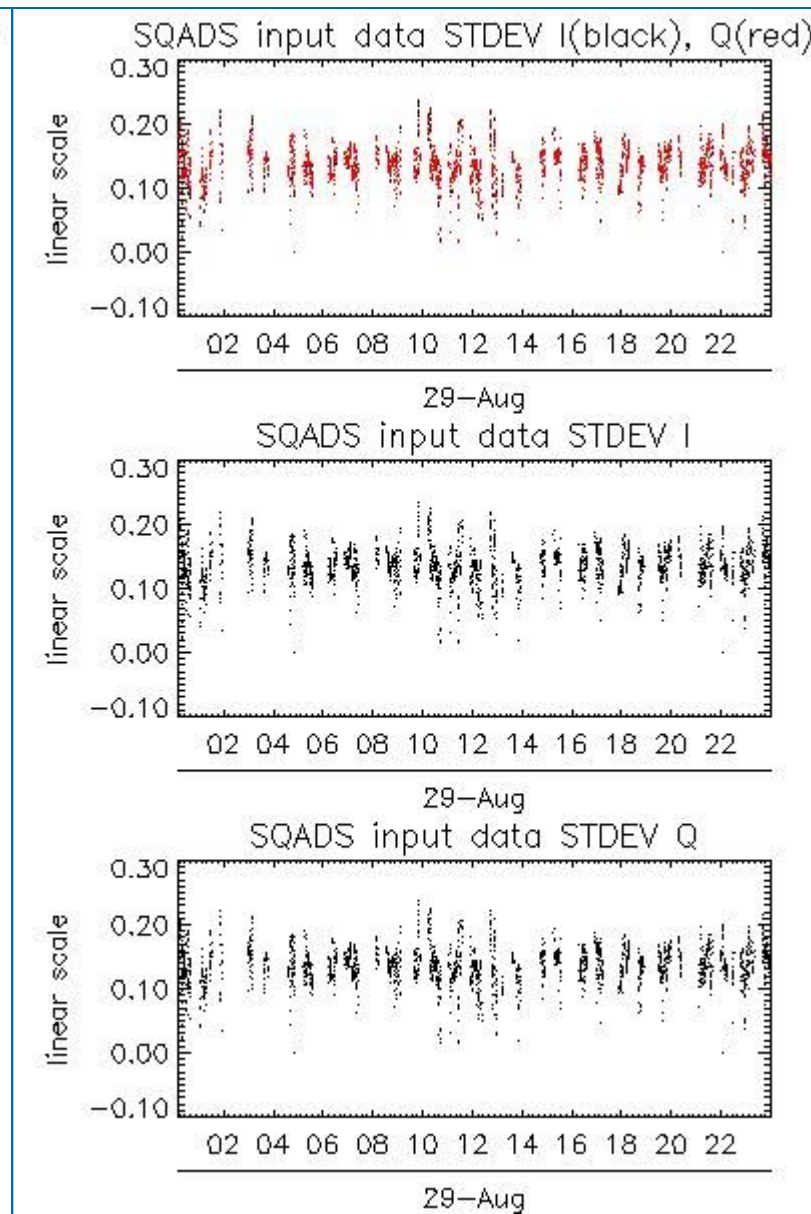 SQADS input data STDEV I(black), Q(red)
0.30
0.20
0.10
0.00
−0.10
linear scale
02 04 06 08 10 12 14 16 18 20 22
29−Aug
SQADS input data STDEV I
0.30
0.20
0.10
0.00
−0.10
linear scale
02 04 06 08 10 12 14 16 18 20 22
29−Aug
SQADS input data STDEV Q
0.30
0.20
0.10
0.00
−0.10
linear scale
02 04 06 08 10 12 14 16 18 20 22
29−Aug